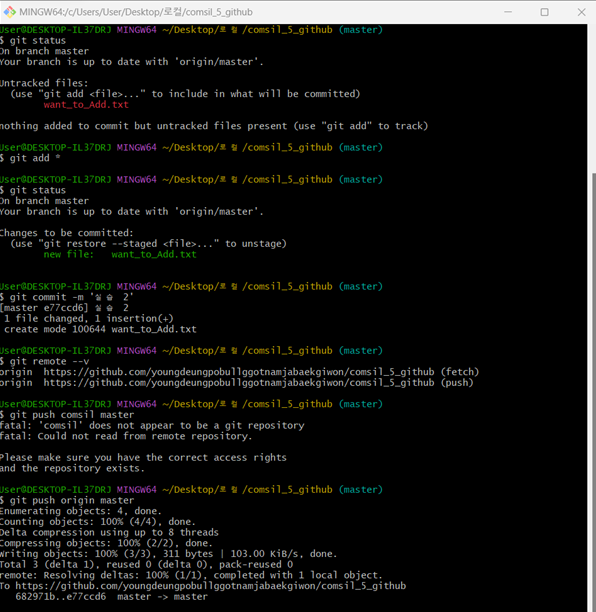 MINGW64:/c/Users/User/Desktop/로컬/comsil_5_github
User@DESKTOP-IL37DRJ MINGW64 ~/Desktop/로컬/comsil_5_github (master)
$ git status
On branch master
Your branch is up to date with 'origin/master'.
Untracked files:
(use "git add <file>..." to include in what will be committed)
want_to_Add.txt
nothing added to commit but untracked files present (use "git add" to track)
User@DESKTOP-IL37DRJ MINGW64 ~/Desktop/로컬/comsil_5_github (master)
$ git add *
User@DESKTOP-IL37DRJ MINGW64 ~/Desktop/로컬/comsil_5_github (master)
$ git status
On branch master
Your branch is up to date with 'origin/master'.
Changes to be committed:
(use "git restore --staged <file>..." to unstage)
new file:   want_to_Add.txt
User@DESKTOP-IL37DRJ MINGW64 ~/Desktop/로컬/comsil_5_github (master)
$ git commit -m '실습 2'
[master e77ccd6] 실습 2
1 file changed, 1 insertion(+)
create mode 100644 want_to_Add.txt
User@DESKTOP-IL37DRJ MINGW64 ~/Desktop/로컬/comsil_5_github (master)
$ git remote --v
origin  https://github.com/youngdeungpobullggotnamjabaekgiwon/comsil_5_github (fetch)
origin  https://github.com/youngdeungpobullggotnamjabaekgiwon/comsil_5_github (push)
User@DESKTOP-IL37DRJ MINGW64 ~/Desktop/로컬/comsil_5_github (master)
$ git push comsil master
fatal: 'comsil' does not appear to be a git repository
fatal: Could not read from remote repository.
Please make sure you have the correct access rights
and the repository exists.
User@DESKTOP-IL37DRJ MINGW64 ~/Desktop/로컬/comsil_5_github (master)
$ git push origin master
Enumerating objects: 4, done.
Counting objects: 100% (4/4), done.
Delta compression using up to 8 threads
Compressing objects: 100% (2/2), done.
Writing objects: 100% (3/3), 311 bytes | 103.00 KiB/s, done.
Total 3 (delta 1), reused 0 (delta 0), pack-reused 0
remote: Resolving deltas: 100% (1/1), completed with 1 local object.
To https://github.com/youngdeungpobullggotnamjabaekgiwon/comsil_5_github
682971b..e77ccd6  master -> master